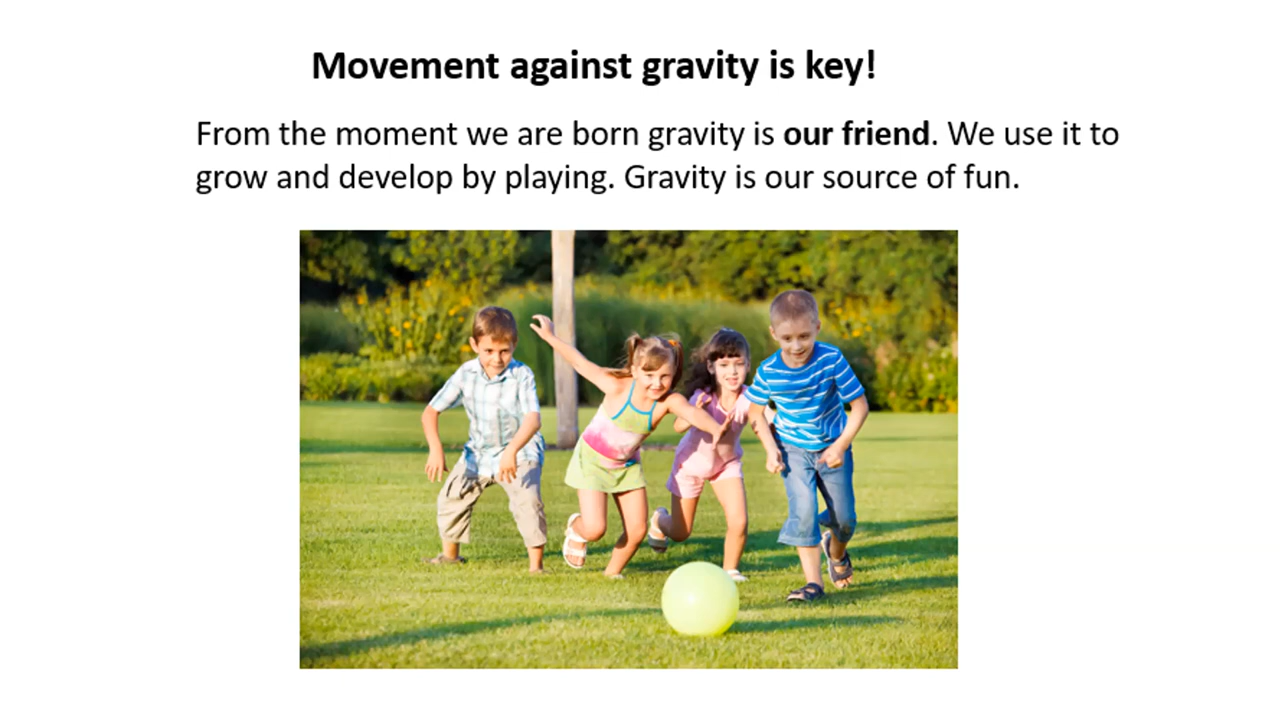 Movement against gravity is key!
From the moment we are born gravity is our friend. We use it to
grow and develop by playing. Gravity is our source of fun.